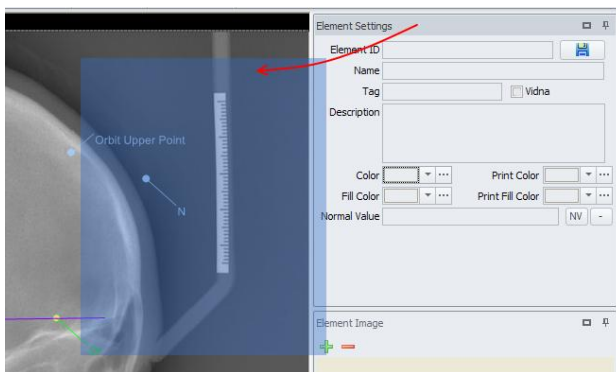 Element Settings
Element ID
Name
Tag
Vidna
Description
Orbit Upper Point
N
Color
Print Color
Fill Color
Print Fill Color
Normal Value
NV
-
Element Image